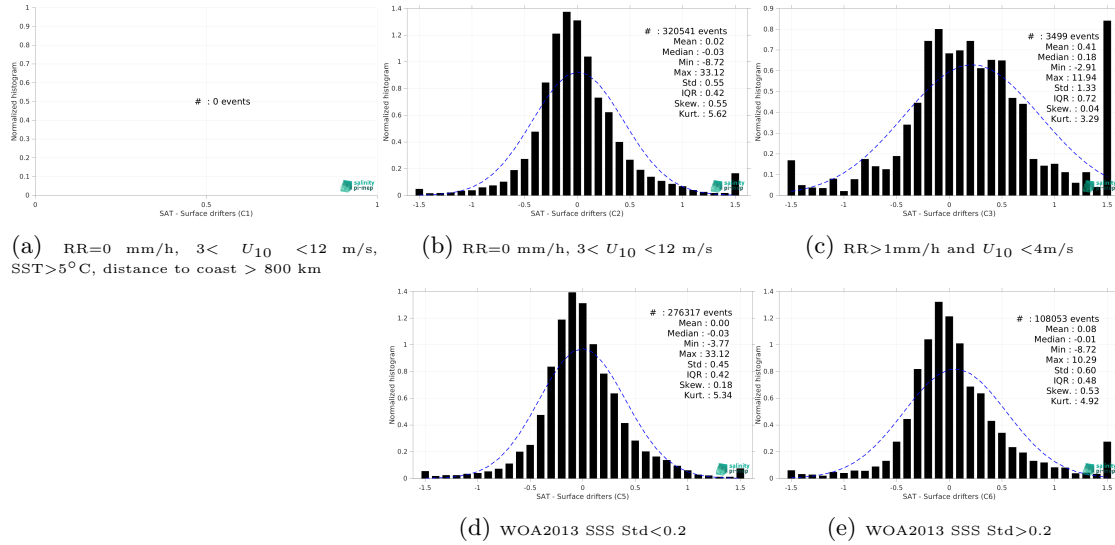 1
0.9
0.8
0.7
0.6
0.5
0.4
0.3
0.2
0.1
0
Normalized histogram
# : 0 events
0 0.5 1
SAT - Surface drifters (C1)
salinity
pi-mep
(a) RR=0 mm/h, 3< U10 <12 m/s,
SST>5°C, distance to coast > 800 km
1.4
1.2
1
0.8
0.6
0.4
0.2
0
Normalized histogram
# : 320541 events
Mean : 0.02
Median : -0.03
Min : -8.72
Max : 33.12
Std : 0.55
IQR : 0.42
Skew. : 0.55
Kurt. : 5.62
-1.5 -1 -0.5 0 0.5 1 1.5
SAT - Surface drifters (C2)
salinity
pi-mep
(b) RR=0 mm/h, 3< U10 <12 m/s
0.9
0.8
0.7
0.6
0.5
0.4
0.3
0.2
0.1
0
Normalized histogram
# : 3499 events
Mean : 0.41
Median : 0.18
Min : -2.91
Max : 11.94
Std : 1.33
IQR : 0.72
Skew. : 0.04
Kurt. : 3.29
-1.5 -1 -0.5 0 0.5 1 1.5
SAT - Surface drifters (C3)
(c) RR>1mm/h and U10 <4m/s
1.4
1.2
1
0.8
0.6
0.4
0.2
0
Normalized histogram
# : 276317 events
Mean : 0.00
Median : -0.03
Min : -3.77
Max : 33.12
Std : 0.45
IQR : 0.42
Skew. : 0.18
Kurt. : 5.34
-1.5 -1 -0.5 0 0.5 1 1.5
SAT - Surface drifters (C5)
salinity
pi-mep
(d) WOA2013 SSS Std<0.2
1.4
1.2
1
0.8
0.6
0.4
0.2
0
Normalized histogram
# : 108053 events
Mean : 0.08
Median : -0.01
Min : -8.72
Max : 10.29
Std : 0.60
IQR : 0.48
Skew. : 0.53
Kurt. : 4.92
-1.5 -1 -0.5 0 0.5 1 1.5
SAT - Surface drifters (C6)
(e) WOA2013 SSS Std>0.2